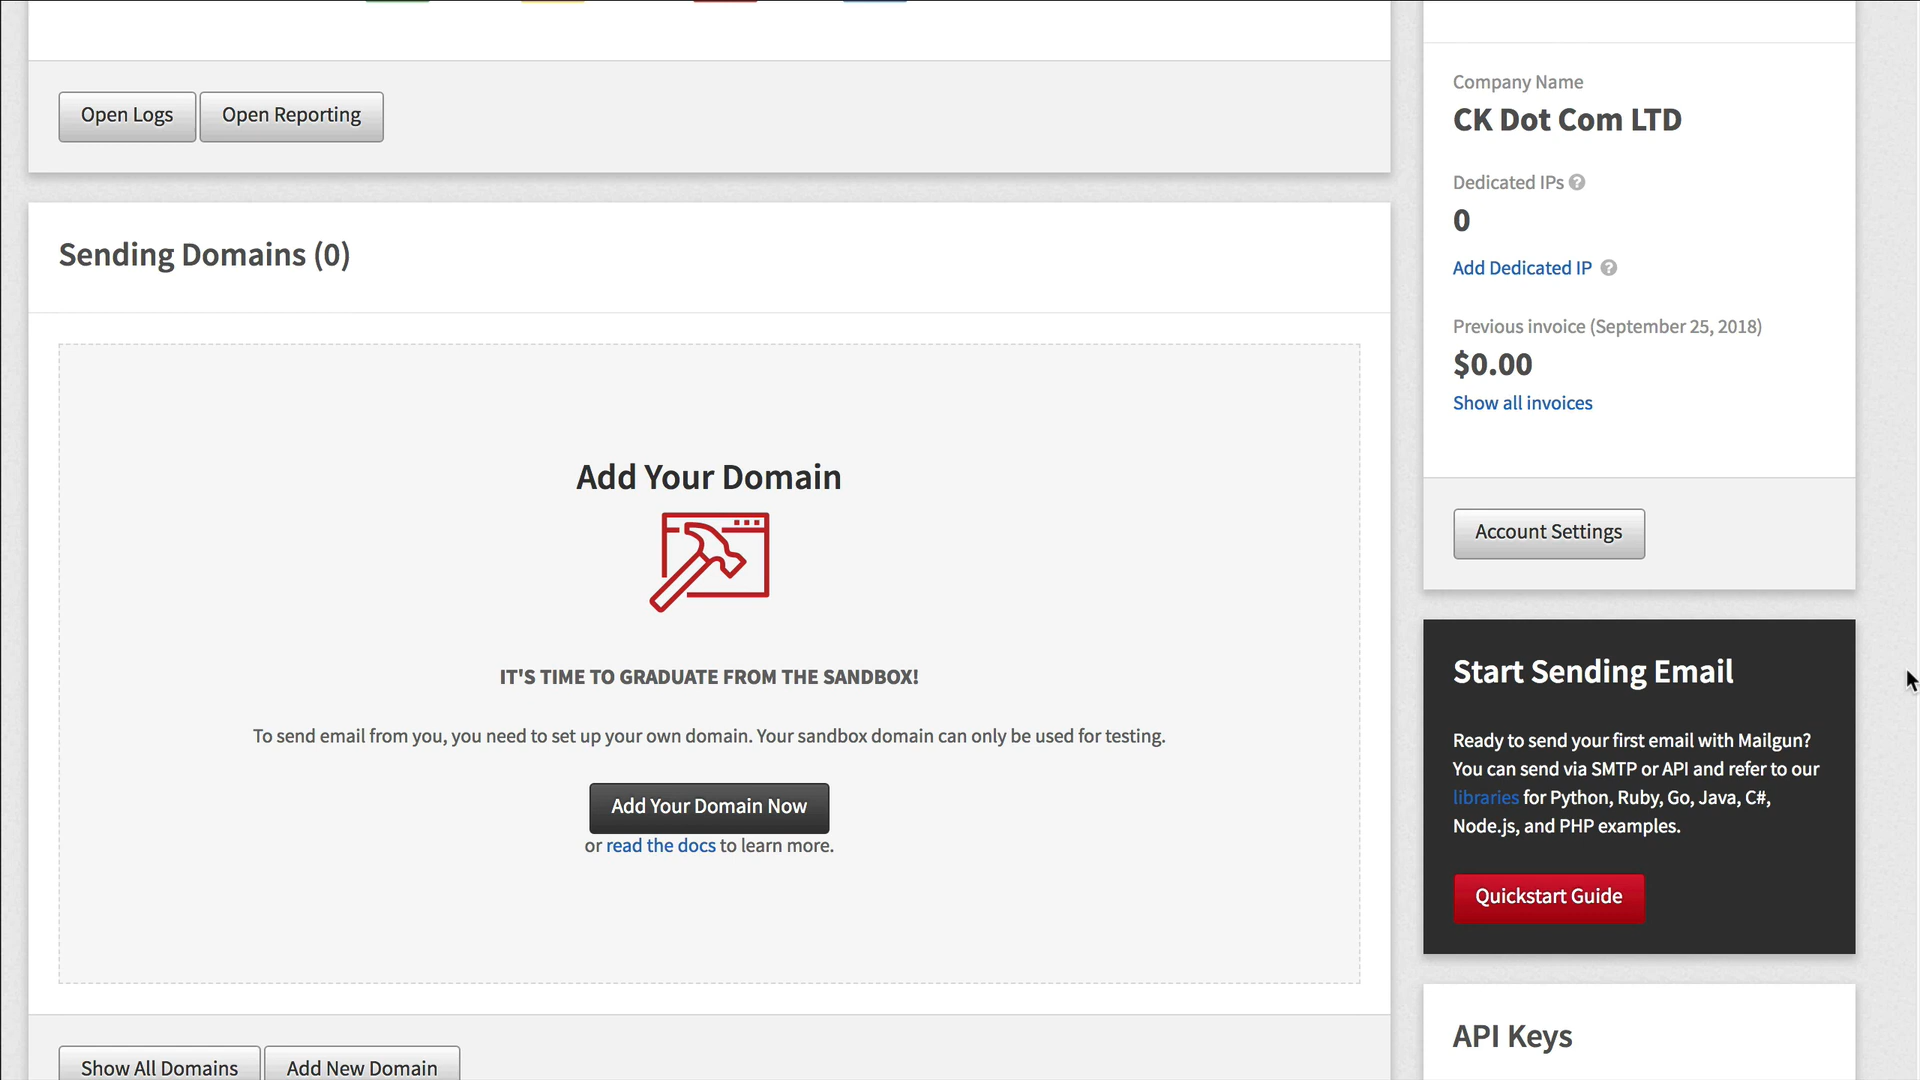 Open Logs
Open Reporting
Sending Domains (0)
Add Your Domain
IT'S TIME TO GRADUATE FROM THE SANDBOX!
To send email from you, you need to set up your own domain. Your sandbox domain can only be used for testing.
Add Your Domain Now
or read the docs to learn more.
Show All Domains
Add New Domain
Company Name
CK Dot Com LTD
Dedicated IPs ?
0
Add Dedicated IP ?
Previous invoice (September 25, 2018)
$0.00
Show all invoices
Account Settings
Start Sending Email
Ready to send your first email with Mailgun?
You can send via SMTP or API and refer to our
libraries for Python, Ruby, Go, Java, C#,
Node.js, and PHP examples.
Quickstart Guide
API Keys